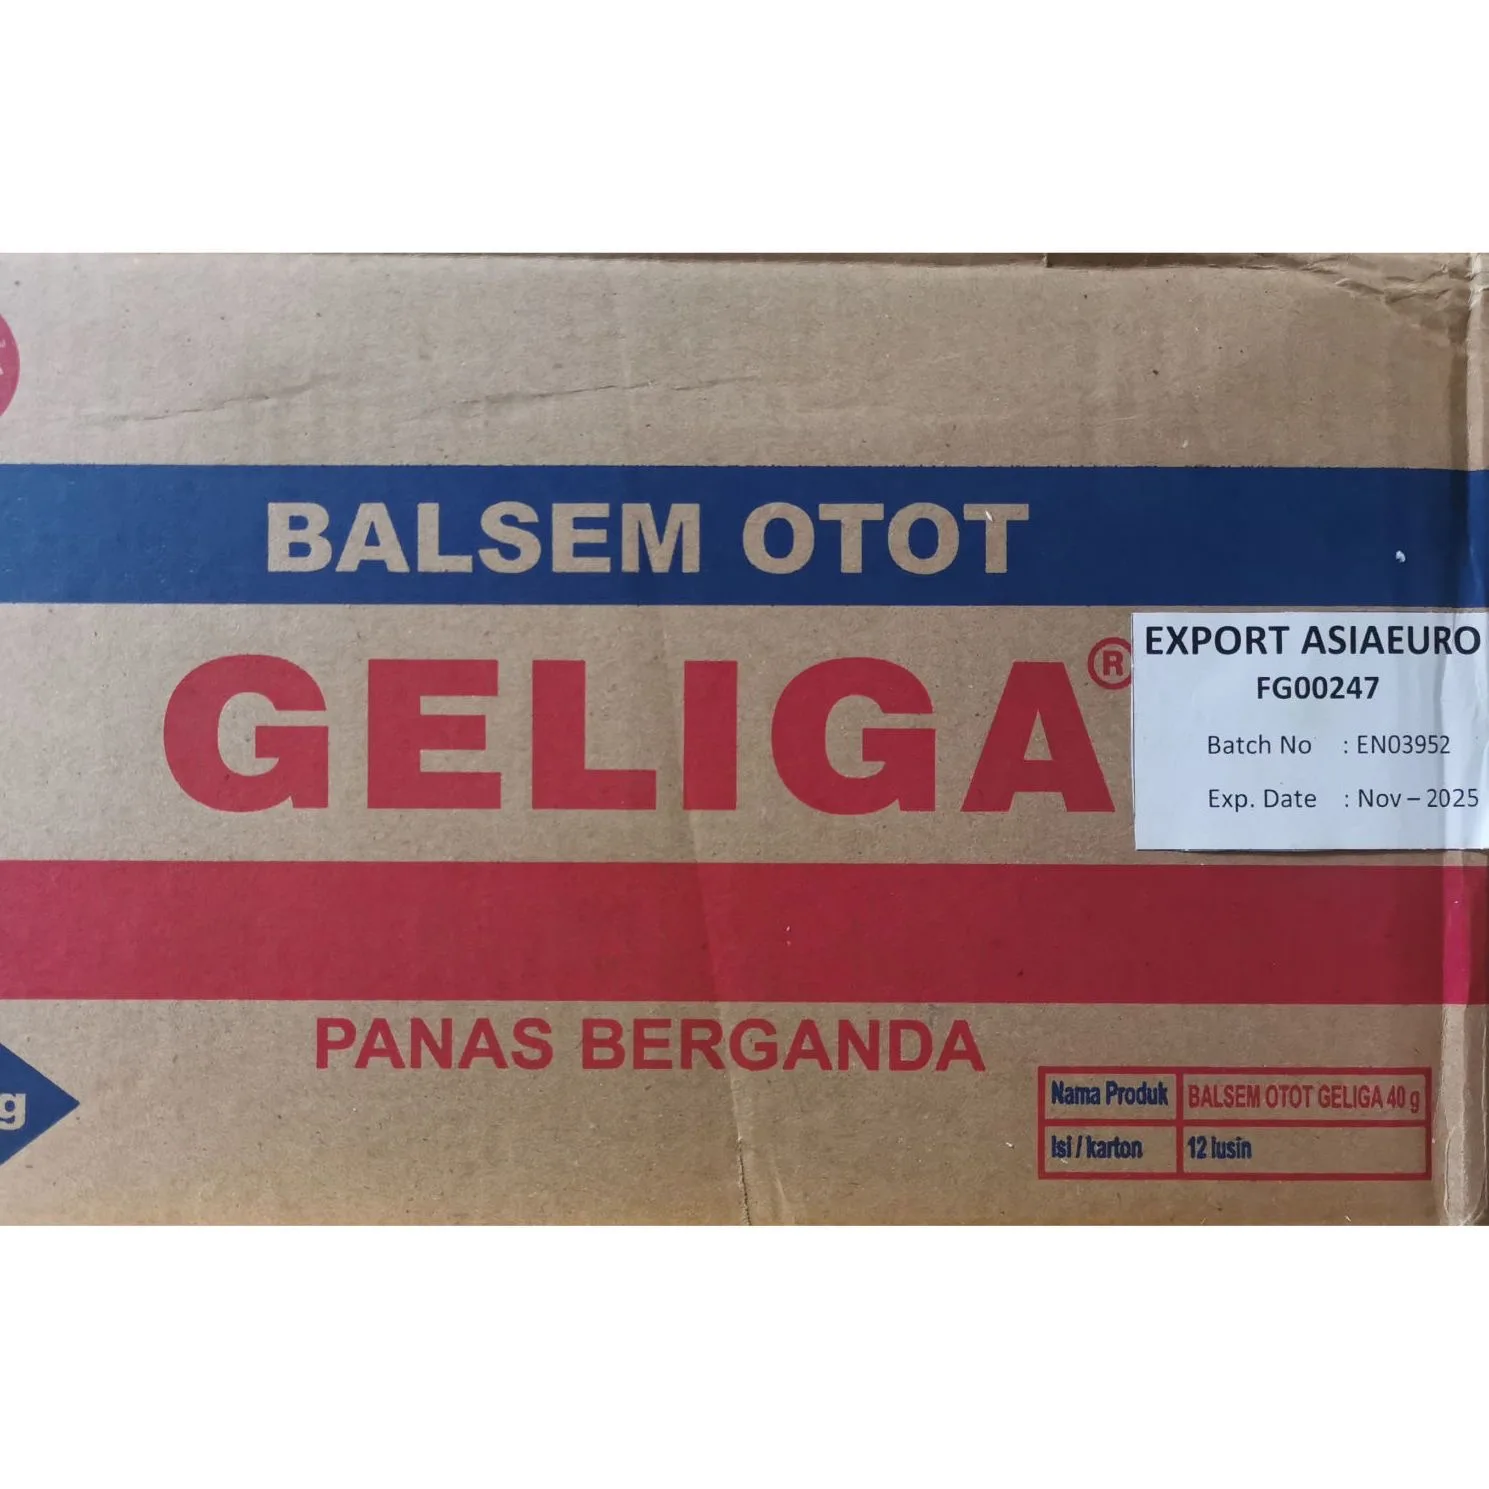 BALSEM OTOT
GELIGA®
EXPORT ASIAEURO
FG00247
Batch No : EN03952
Exp. Date : Nov – 2025
PANAS BERGANDA
g
Nama Produk BALSEM OTOT GELIGA 40 g
Isi / karton 12 lusin